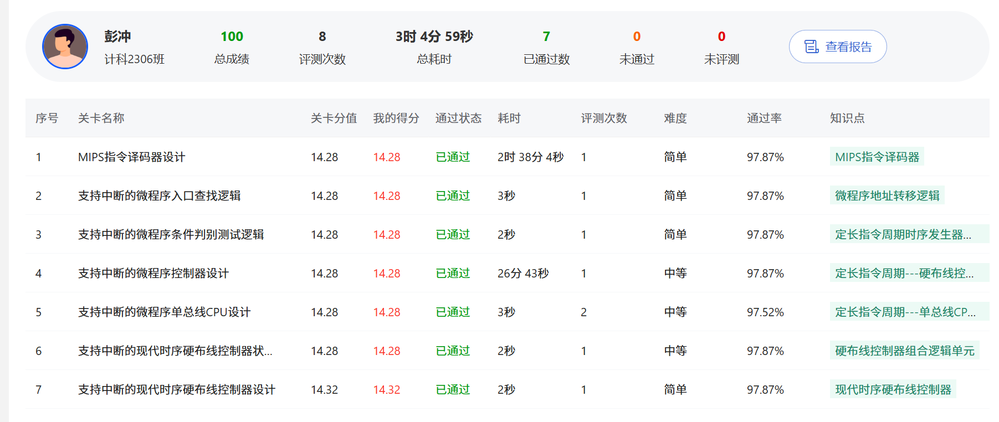 彭冲 100 8 3时 4分 59秒 7 0 0 查看报告
计科2306班 总成绩 评测次数 总耗时 已通过数 未通过 未评测
序号 关卡名称 关卡分值 我的得分 通过状态 耗时 评测次数 难度 通过率 知识点
1 MIPS指令译码器设计 14.28 14.28 已通过 2时 38分 4秒 1 简单 97.87% MIPS指令译码器
2 支持中断的微程序入口查找逻辑 14.28 14.28 已通过 3秒 1 简单 97.87% 微程序地址转移逻辑
3 支持中断的微程序条件判别测试逻辑 14.28 14.28 已通过 2秒 1 简单 97.87% 定长指令周期时序发生器...
4 支持中断的微程序控制器设计 14.28 14.28 已通过 26分 43秒 1 中等 97.87% 定长指令周期---硬布线控...
5 支持中断的微程序单总线CPU设计 14.28 14.28 已通过 3秒 2 中等 97.52% 定长指令周期---单总线CP...
6 支持中断的现代时序硬布线控制器状... 14.28 14.28 已通过 2秒 1 中等 97.87% 硬布线控制器组合逻辑单元
7 支持中断的现代时序硬布线控制器设计 14.32 14.32 已通过 2秒 1 简单 97.87% 现代时序硬布线控制器